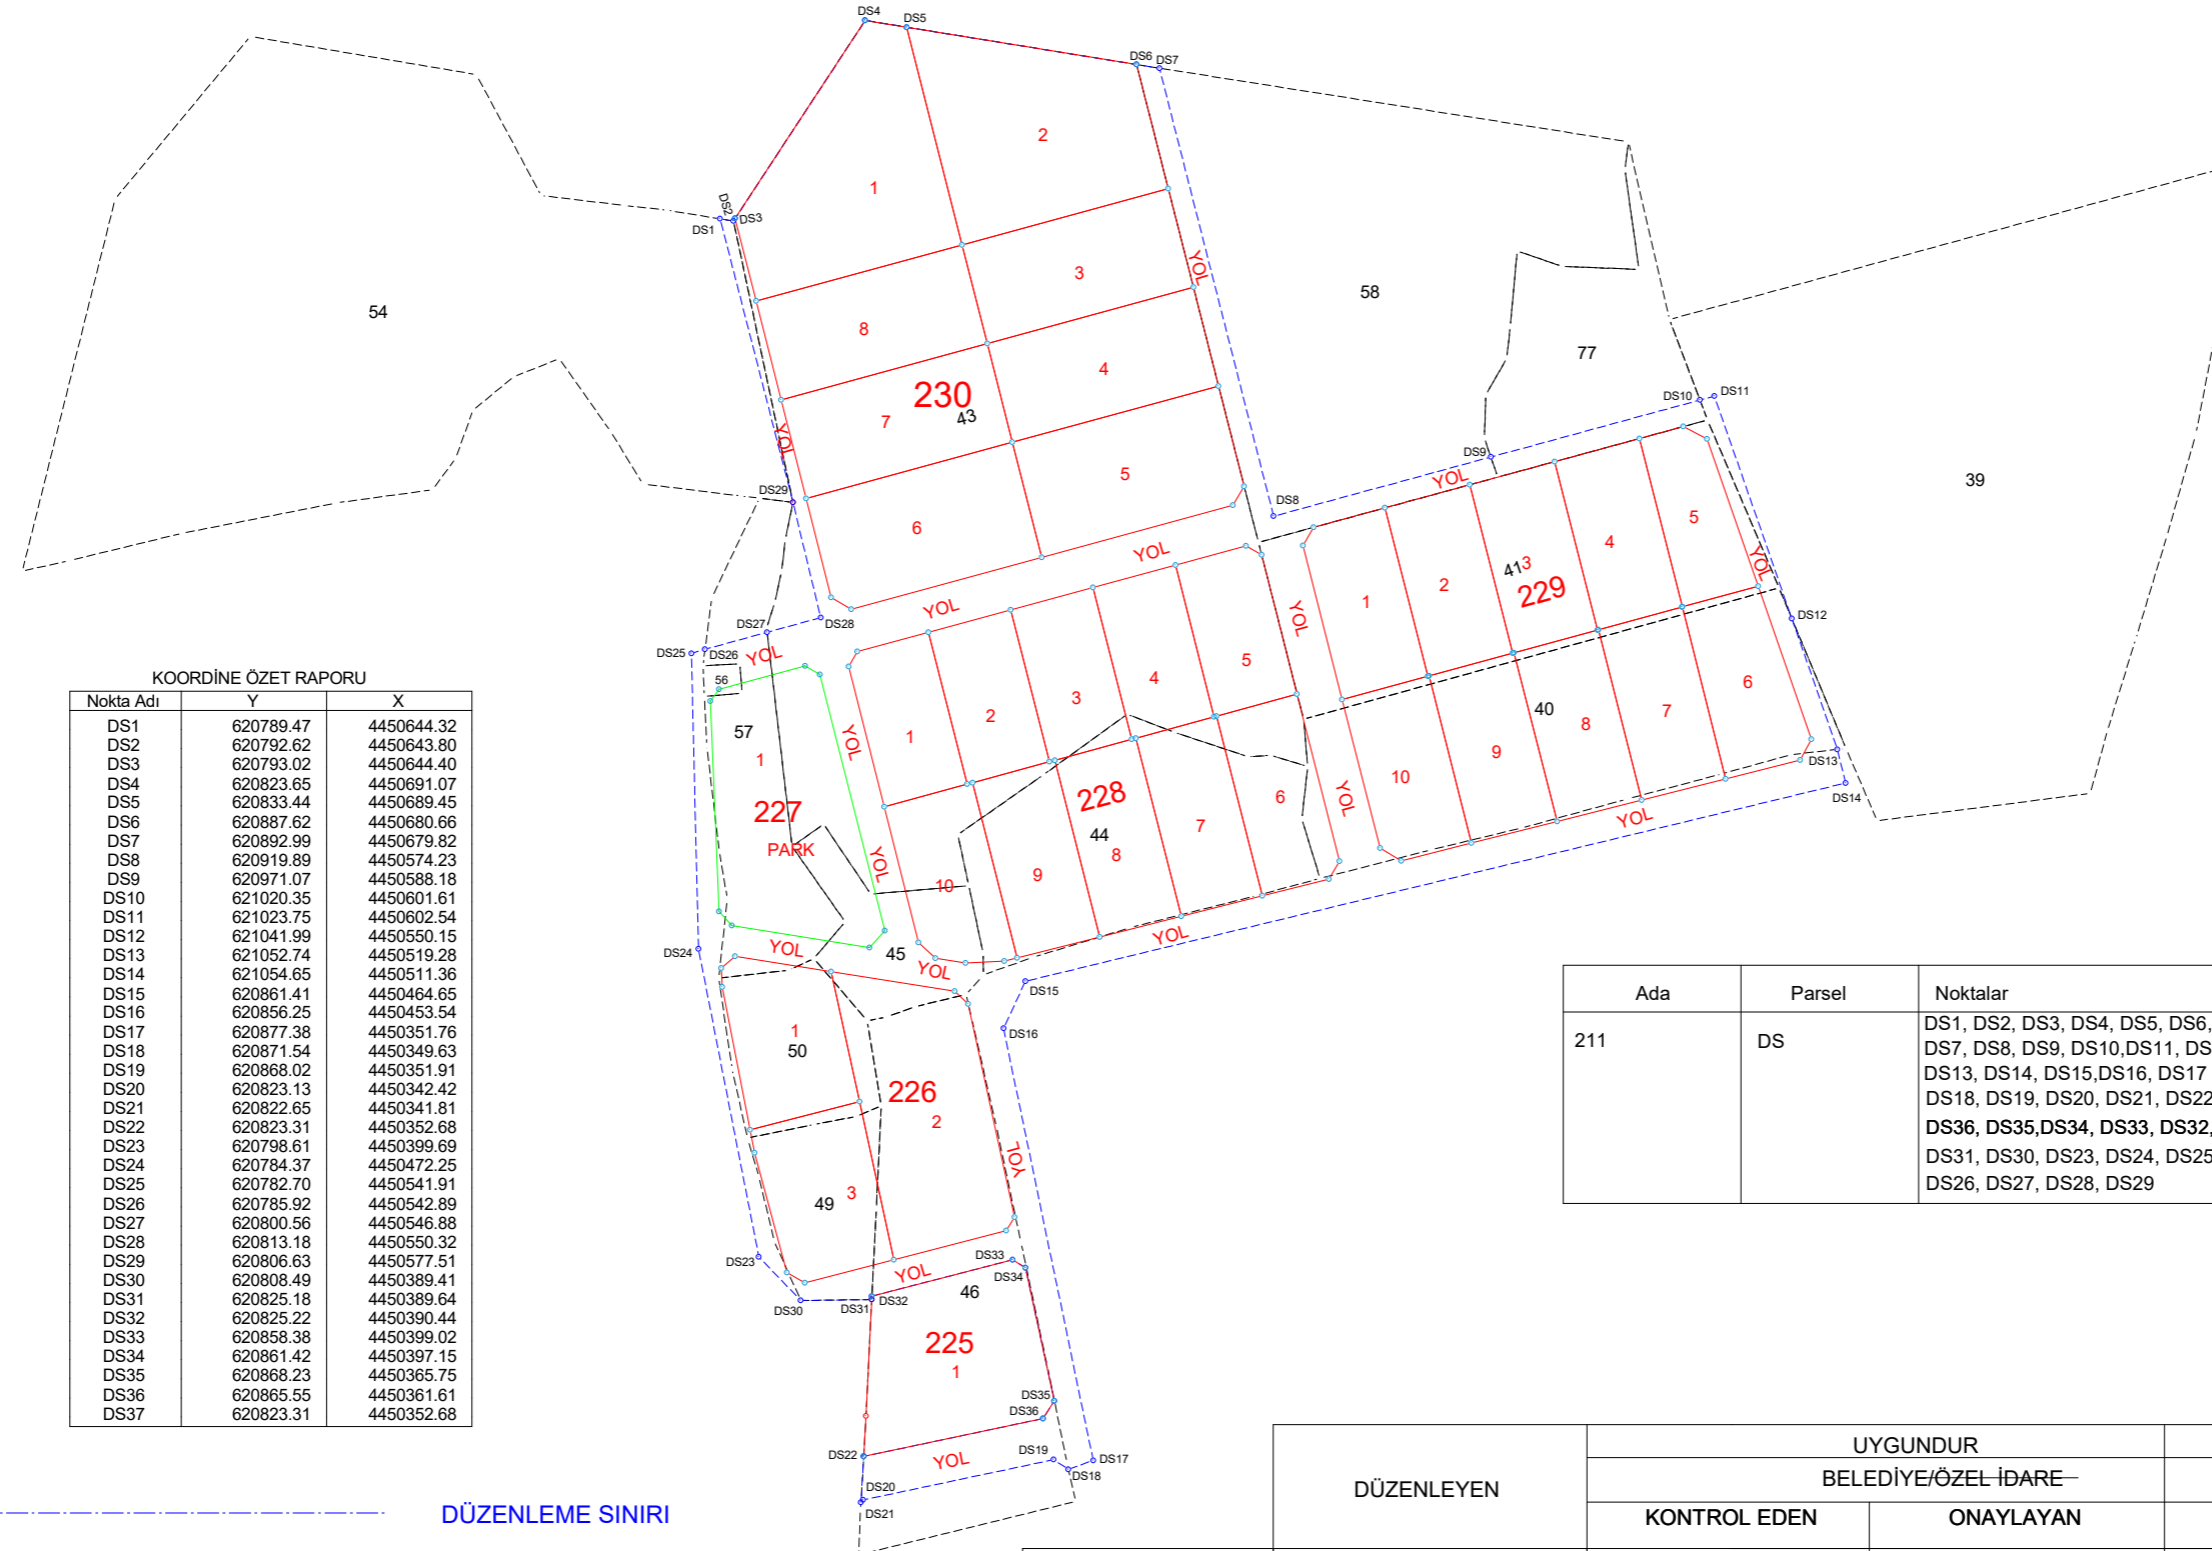 DS4
DS5
DS6
DS7
2
1
DS2
DS3
DS1
YOL
3
58
54
8
77
4
230
43
7
DS10
DS11
YOL
DS9
YOL
5
39
DS29
DS8
5
6
4
YOL
YOL
41
3
229
2
1
YOL
YOL
DS12
DS27
DS28
DS25
DS26
YOL
5
56
4
6
3
40
7
8
2
57
1
YOL
9
1
DS13
10
YOL
6
DS14
228
227
YOL
7
44
PARK
8
YOL
9
10
YOL
YOL
45
DS24
YOL
DS15
DS16
1
50
226
2
YOL
49
3
DS33
DS23
YOL
DS34
46
DS30
DS31
DS32
225
1
DS35
DS36
DS22
YOL
DS19
DS17
DS18
DS20
DS21
KOORDİNE ÖZET RAPORU
Nokta Adı Y X
DS1 620789.47 4450644.32
DS2 620792.62 4450643.80
DS3 620793.02 4450644.40
DS4 620823.65 4450691.07
DS5 620833.44 4450689.45
DS6 620887.62 4450680.66
DS7 620892.99 4450679.82
DS8 620919.89 4450574.23
DS9 620971.07 4450588.18
DS10 621020.35 4450601.61
DS11 621023.75 4450602.54
DS12 621041.99 4450550.15
DS13 621052.74 4450519.28
DS14 621054.65 4450511.36
DS15 620861.41 4450464.65
DS16 620856.25 4450453.54
DS17 620877.38 4450351.76
DS18 620871.54 4450349.63
DS19 620868.02 4450351.91
DS20 620823.13 4450342.42
DS21 620822.65 4450341.81
DS22 620823.31 4450352.68
DS23 620798.61 4450399.69
DS24 620784.37 4450472.25
DS25 620782.70 4450541.91
DS26 620785.92 4450542.89
DS27 620800.56 4450546.88
DS28 620813.18 4450550.32
DS29 620806.63 4450577.51
DS30 620808.49 4450389.41
DS31 620825.18 4450389.64
DS32 620825.22 4450390.44
DS33 620858.38 4450399.02
DS34 620861.42 4450397.15
DS35 620868.23 4450365.75
DS36 620865.55 4450361.61
DS37 620823.31 4450352.68
Ada Parsel Noktalar
211 DS DS1, DS2, DS3, DS4, DS5, DS6,
DS7, DS8, DS9, DS10,DS11, DS
DS13, DS14, DS15,DS16, DS17
DS18, DS19, DS20, DS21, DS22
DS36, DS35,DS34, DS33, DS32,
DS31, DS30, DS23, DS24, DS25
DS26, DS27, DS28, DS29
DÜZENLEME SINIRI
DÜZENLEYEN
UYGUNDUR
BELEDİYE/ÖZEL İDARE
KONTROL EDEN ONAYLAYAN